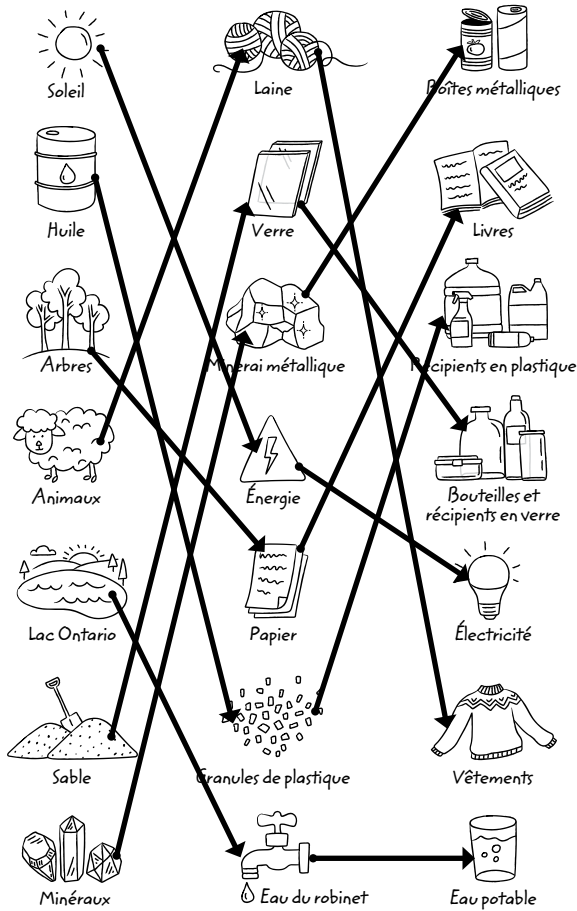 Soleil
Laine
Boîtes métalliques
Huile
Verre
Livres
Arbres
Minerai métallique
Récipients en plastique
Animaux
Énergie
Bouteilles et
récipients en verre
Lac Ontario
Papier
Électricité
Sable
Granules de plastique
Vêtements
Minéraux
Eau du robinet
Eau potable